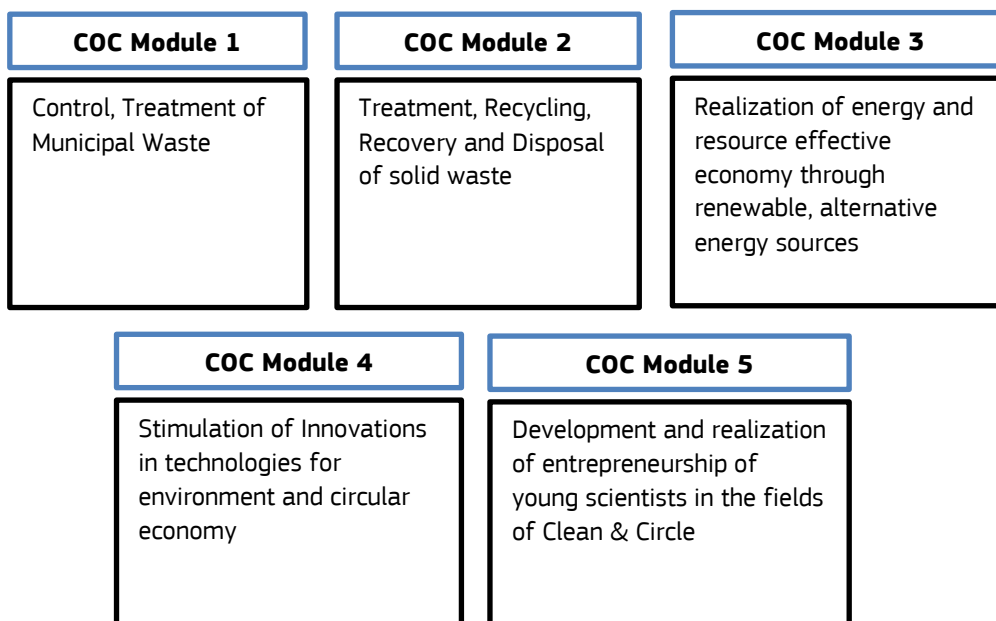 COC Module 1
Control, Treatment of
Municipal Waste
COC Module 2
Treatment, Recycling,
Recovery and Disposal
of solid waste
COC Module 3
Realization of energy and
resource effective
economy through
renewable, alternative
energy sources
COC Module 4
Stimulation of Innovations
in technologies for
environment and circular
economy
COC Module 5
Development and realization
of entrepreneurship of
young scientists in the fields
of Clean & Circle